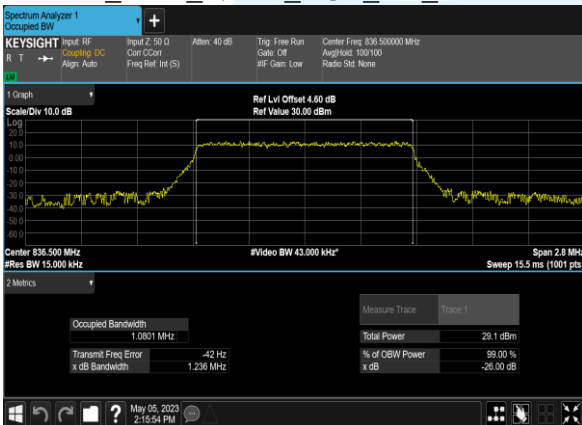 Spectrum Analyzer 1
Occupied BW
KEYSIGHT
R T
LW
Input: RF
Coupling: DC
Align: Auto
Input Z: 50 Ω
Corr CCorr
Freq Ref: Int (S)
Atten: 40 dB
Trig: Free Run
Gate: Off
#IF Gain: Low
Center Freq: 836.500000 MHz
Avg|Hold: 100/100
Radio Std: None
1 Graph
Scale/Div 10.0 dB
Ref Lvl Offset 4.60 dB
Ref Value 30.00 dBm
Log
20.0
10.0
0.00
-10.0
-20.0
-30.0
-40.0
-50.0
-60.0
Center 836.500 MHz
#Video BW 43.000 kHz*
Span 2.8 MHz
#Res BW 15.000 kHz
Sweep 15.5 ms (1001 pts)
2 Metrics
Measure Trace
Trace 1
Occupied Bandwidth
1.0801 MHz
Total Power
29.1 dBm
Transmit Freq Error
-42 Hz
% of OBW Power
99.00 %
x dB Bandwidth
1.236 MHz
x dB
-26.00 dB
?
May 05, 2023
2:15:54 PM